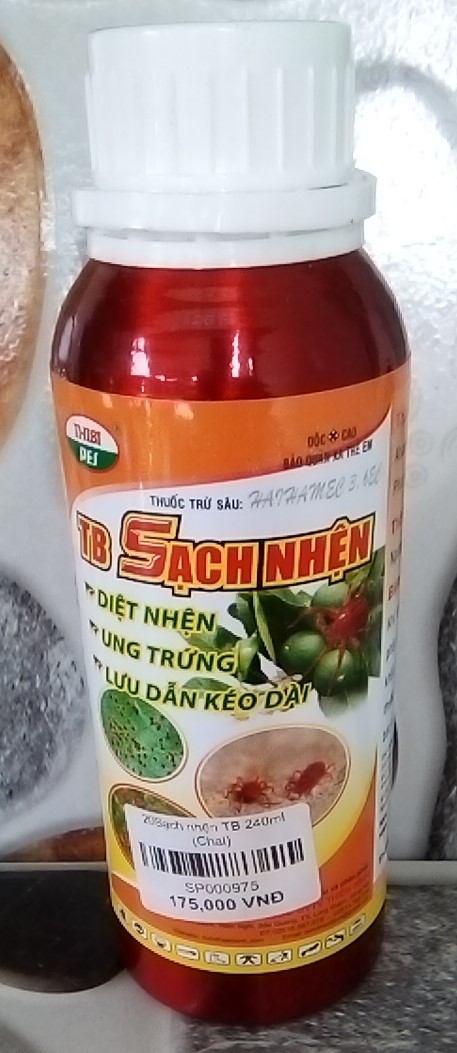 THIBI
PES
ĐỘC CAO
BẢO QUẢN XA TRẺ EM
THUỐC TRỪ SÂU: HAIHAMEC 3.6EC
TB SẠCH NHỆN
DIỆT NHỆN
UNG TRỨNG
LƯU DẪN KÉO DÀI
20Sạch nhện TB 240ml
(Chai)
SP000975
175,000 VNĐ